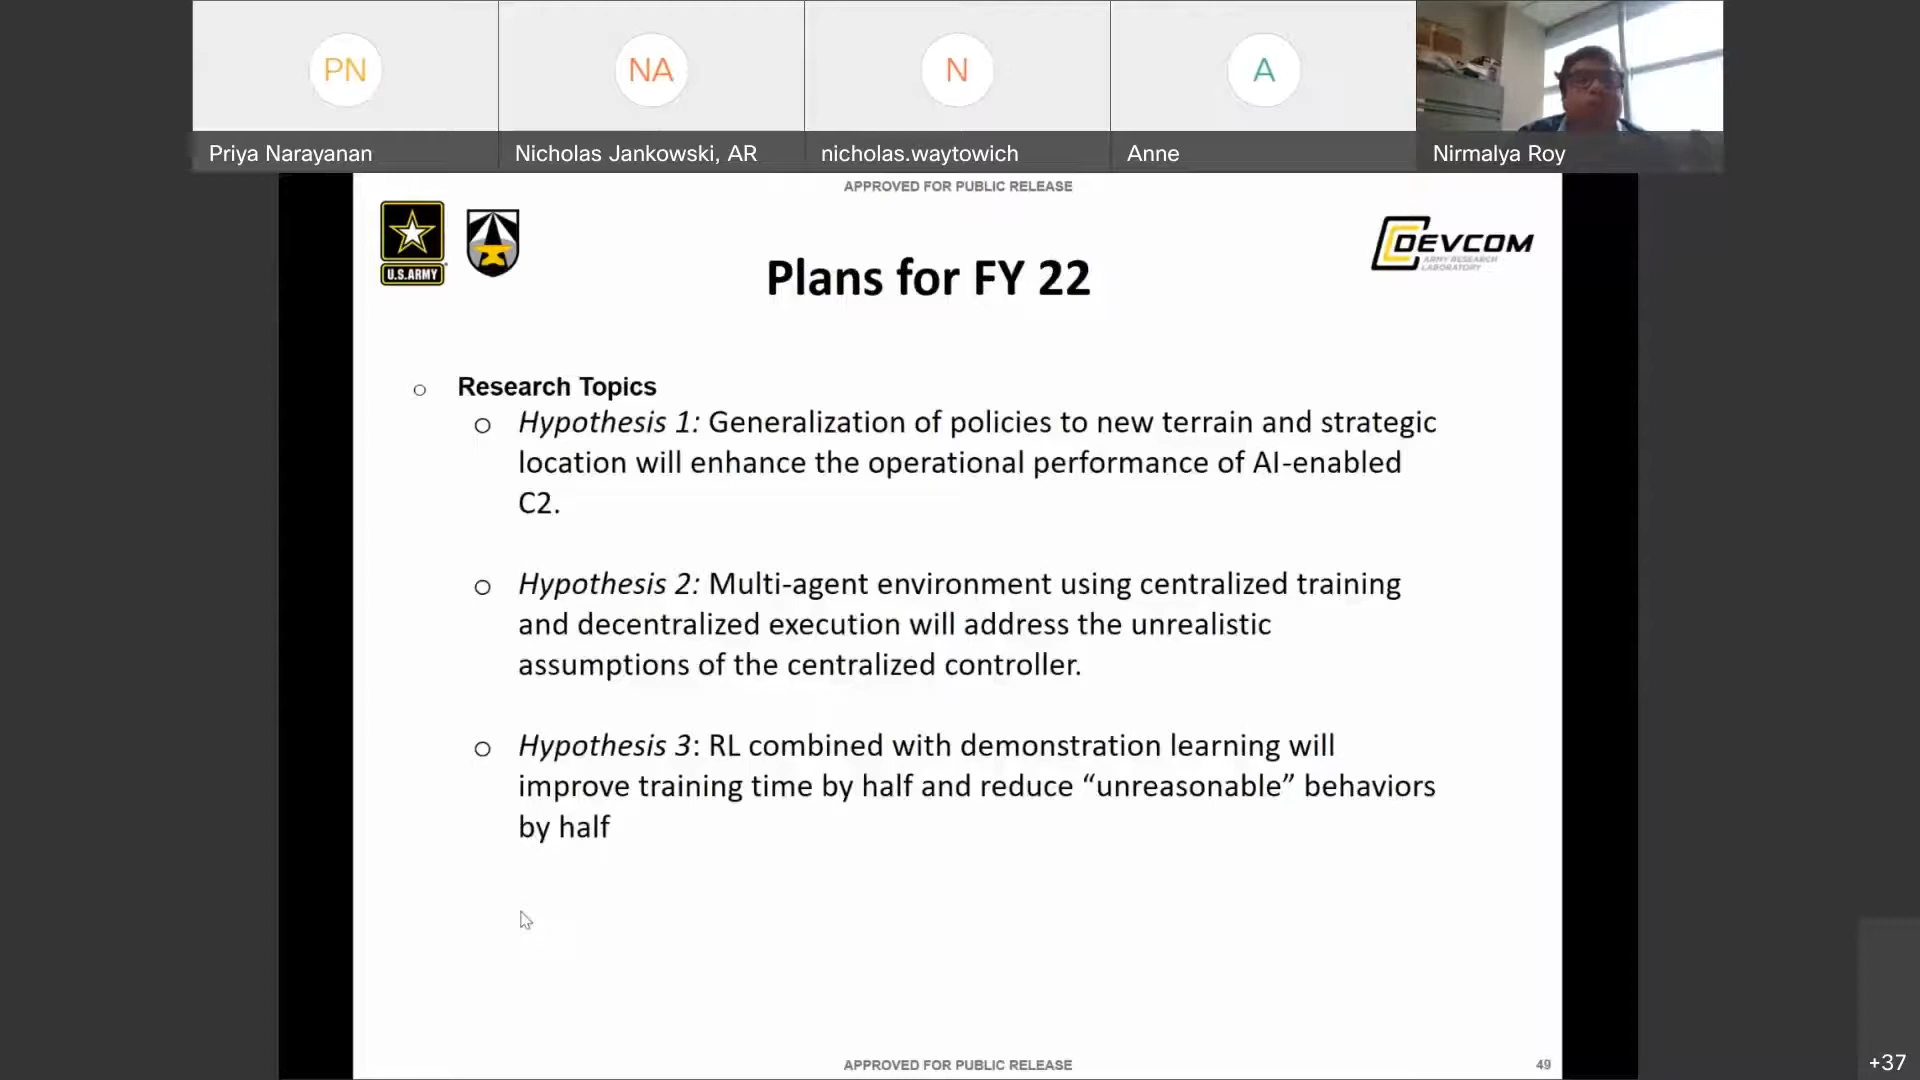 PN
NA
N
A
Priya Narayanan
Nicholas Jankowski, AR
nicholas.waytowich
Anne
Nirmalya Roy
APPROVED FOR PUBLIC RELEASE
U.S.ARMY
DEVCOM
ARMY RESEARCH
LABORATORY
Plans for FY 22
Research Topics
Hypothesis 1: Generalization of policies to new terrain and strategic
location will enhance the operational performance of AI-enabled
C2.
Hypothesis 2: Multi-agent environment using centralized training
and decentralized execution will address the unrealistic
assumptions of the centralized controller.
Hypothesis 3: RL combined with demonstration learning will
improve training time by half and reduce “unreasonable” behaviors
by half
APPROVED FOR PUBLIC RELEASE
49
+37